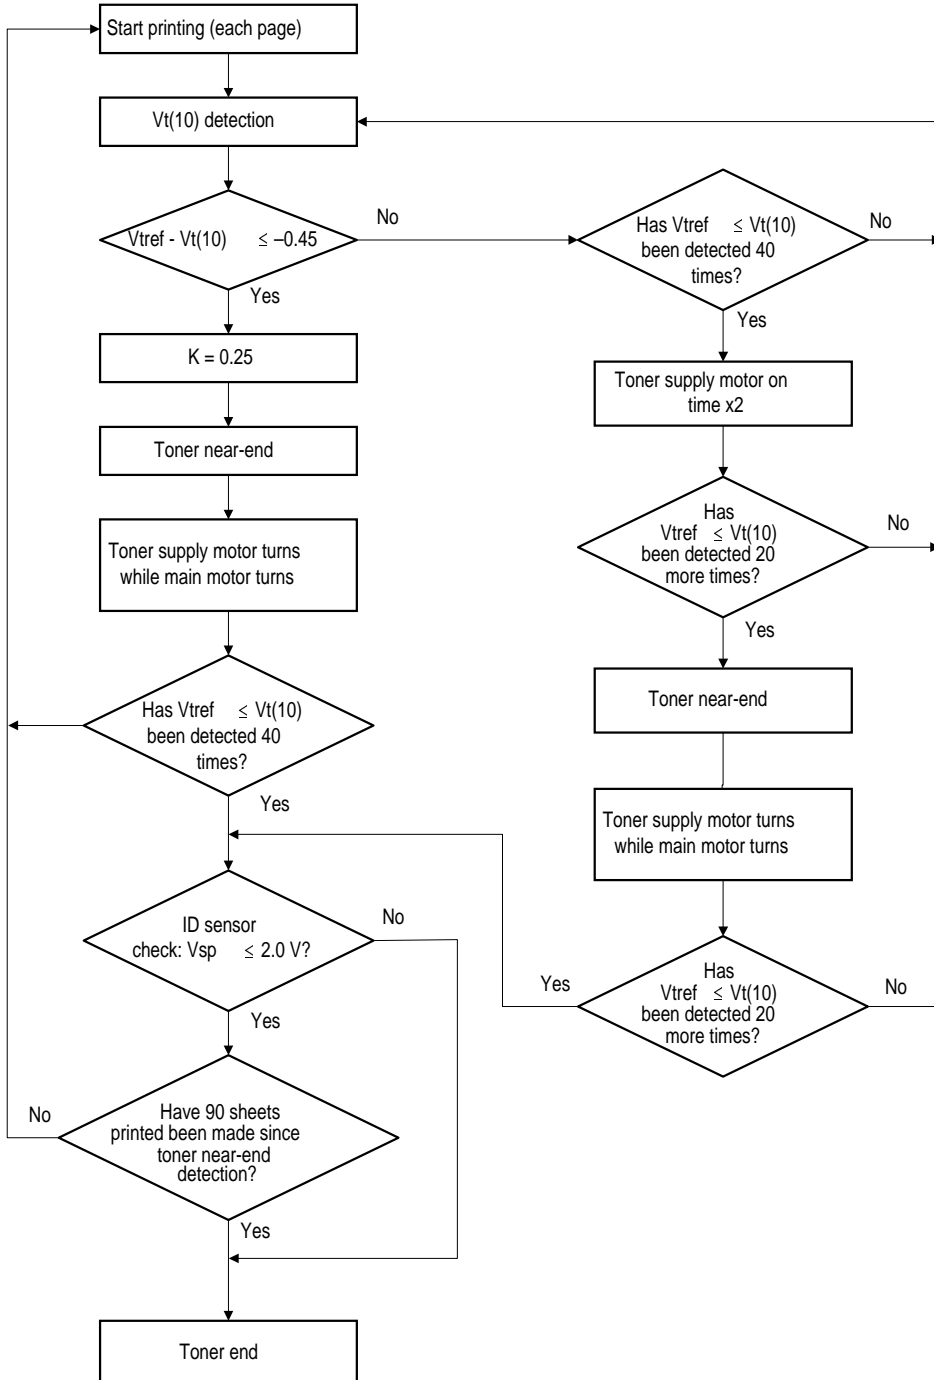 Start printing (each page)
Vt(10) detection
Vtref - Vt(10) ≤ –0.45
No
Yes
Has Vtref ≤ Vt(10)
been detected 40
times?
No
Yes
K = 0.25
Toner supply motor on
time x2
Toner near-end
Has
Vtref ≤ Vt(10)
been detected 20
more times?
No
Yes
Toner supply motor turns
while main motor turns
Toner near-end
Has Vtref ≤ Vt(10)
been detected 40
times?
Yes
Toner supply motor turns
while main motor turns
ID sensor
check: Vsp ≤ 2.0 V?
No
Yes
Has
Vtref ≤ Vt(10)
been detected 20
more times?
Yes
No
Have 90 sheets
printed been made since
toner near-end
detection?
No
Yes
Toner end